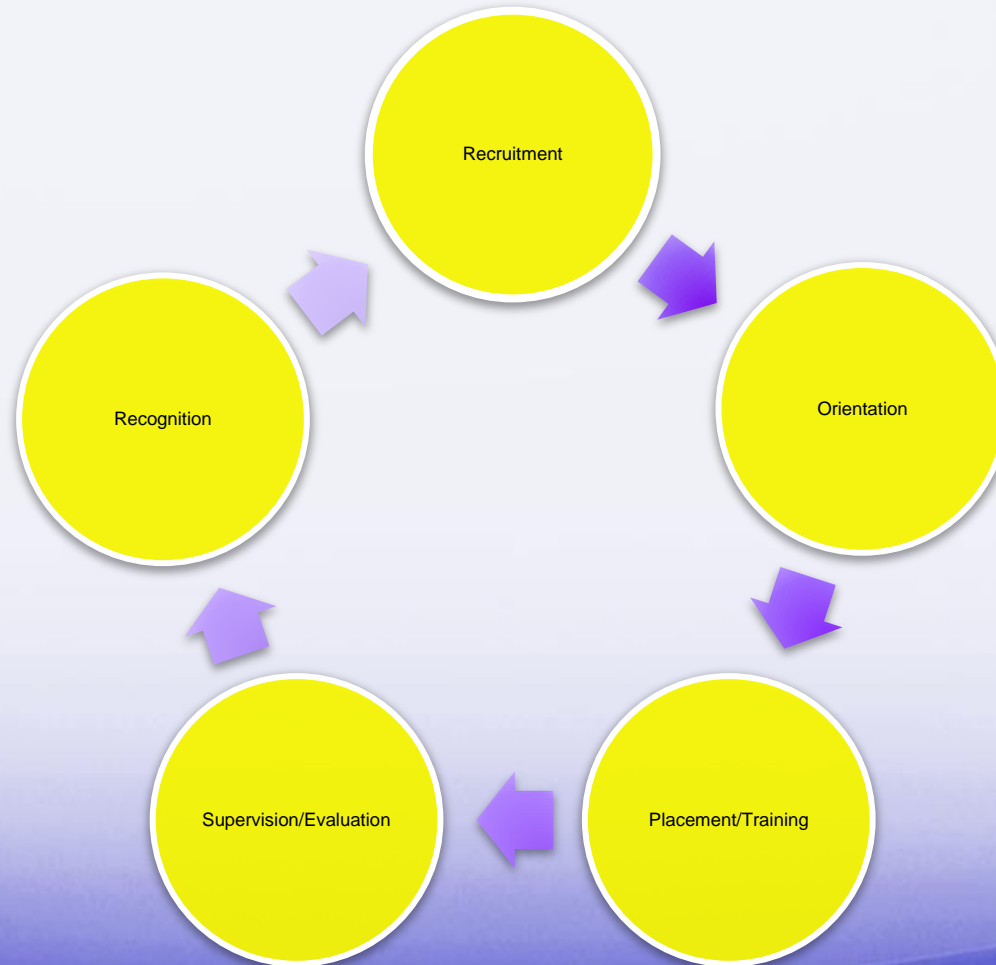 Recruitment
Orientation
Placement/Training
Supervision/Evaluation
Recognition